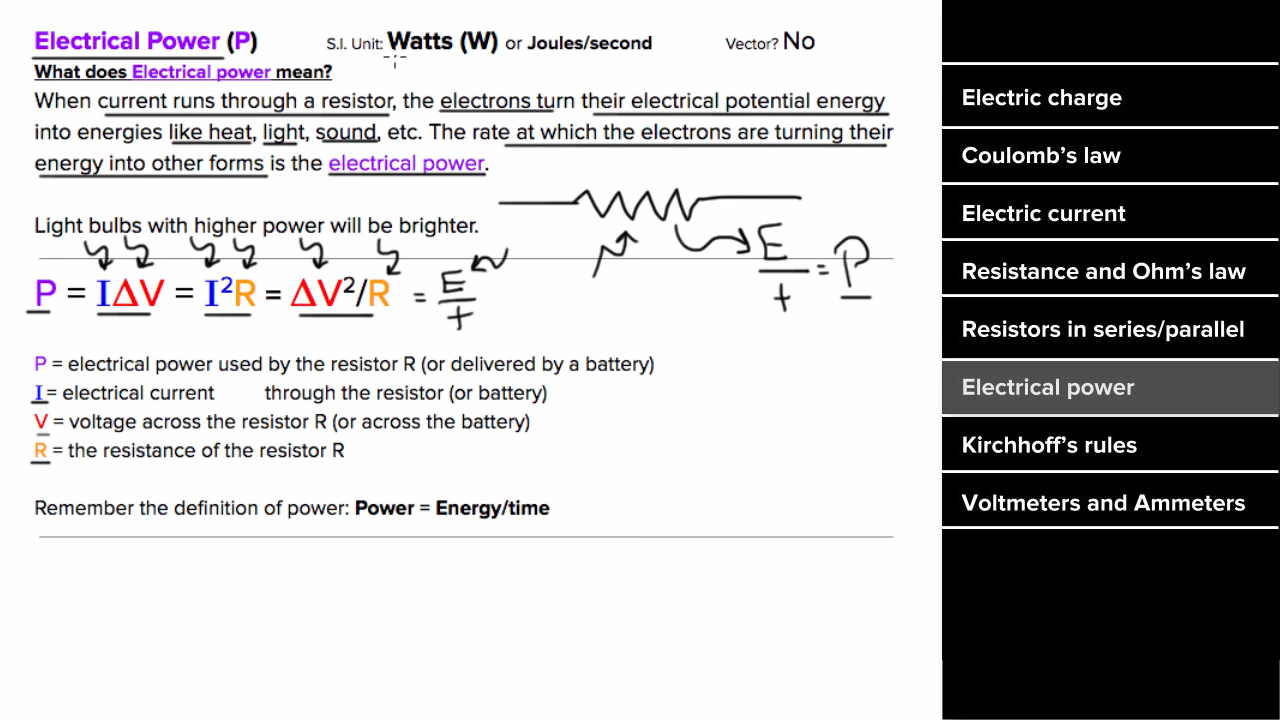 Electrical Power (P) S.I. Unit: Watts (W) or Joules/second Vector? No
What does Electrical power mean?
When current runs through a resistor, the electrons turn their electrical potential energy
into energies like heat, light, sound, etc. The rate at which the electrons are turning their
energy into other forms is the electrical power.
Light bulbs with higher power will be brighter.
E/t = P
P = IΔV = I²R = ΔV²/R = E/t
P = electrical power used by the resistor R (or delivered by a battery)
I = electrical current through the resistor (or battery)
V = voltage across the resistor R (or across the battery)
R = the resistance of the resistor R
Remember the definition of power: Power = Energy/time
Electric charge
Coulomb's law
Electric current
Resistance and Ohm's law
Resistors in series/parallel
Electrical power
Kirchhoff's rules
Voltmeters and Ammeters